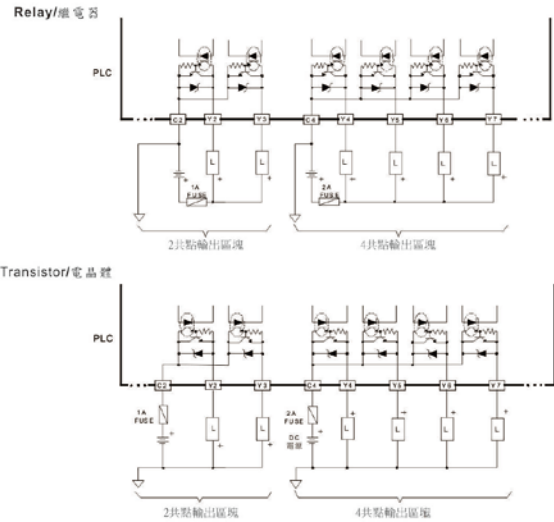 Relay/繼電器
PLC
C2 Y2 Y3 C4 Y4 Y5 Y6 Y7
L L L L L L
1A
FUSE
2A
FUSE
2共點輸出區塊 4共點輸出區塊
Transistor/電晶體
PLC
C2 Y2 Y3 C4 Y4 Y5 Y6 Y7
1A
FUSE
2A
FUSE
DC
電源
L L L L L L
2共點輸出區塊 4共點輸出區塊